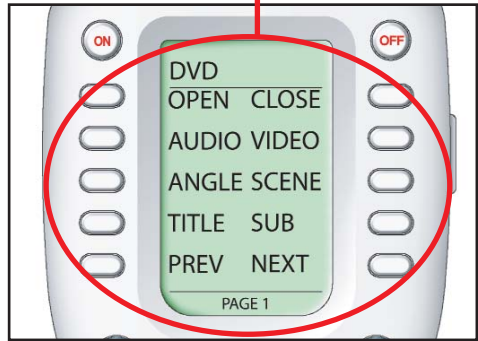 ON OFF
DVD
OPEN CLOSE
AUDIO VIDEO
ANGLE SCENE
TITLE SUB
PREV NEXT
PAGE 1